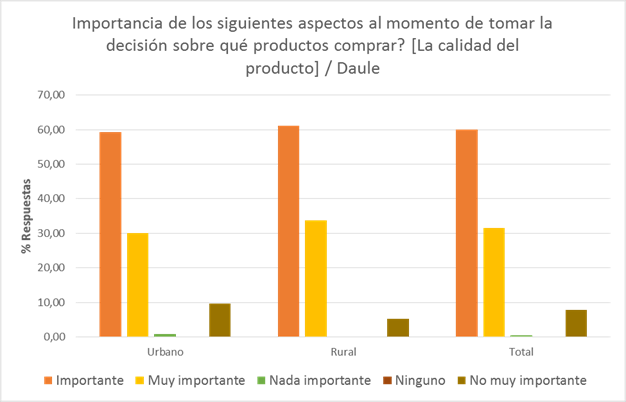 Importancia de los siguientes aspectos al momento de tomar la
decisión sobre qué productos comprar? [La calidad del
producto] / Daule
70,00
60,00
50,00
40,00
30,00
20,00
10,00
0,00
% Respuestas
Urbano Rural Total
Importante Muy importante Nada importante Ninguno No muy importante